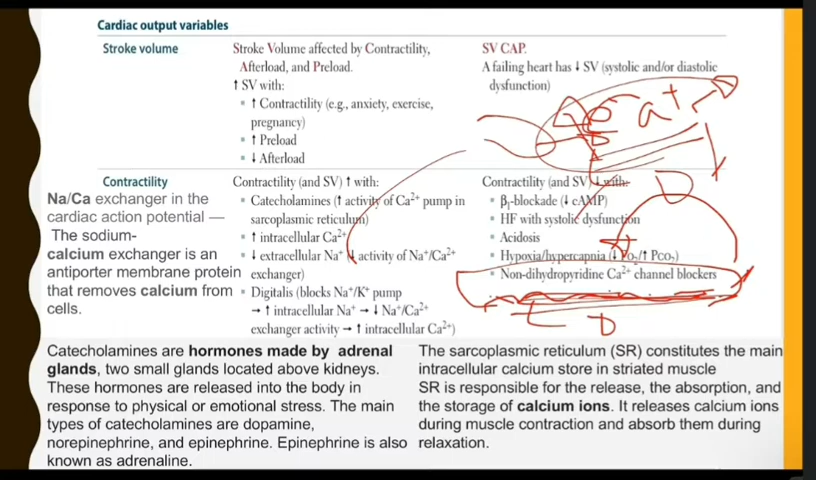 Cardiac output variables
Stroke volume
Stroke Volume affected by Contractility,
Afterload, and Preload.
↑ SV with:
▪ ↑ Contractility (e.g., anxiety, exercise,
pregnancy)
▪ ↑ Preload
▪ ↓ Afterload
SV CAP.
A failing heart has ↓ SV (systolic and/or diastolic
dysfunction)
Contractility
Contractility (and SV) ↑ with:
▪ Catecholamines (↑ activity of Ca²⁺ pump in
sarcoplasmic reticulum)
▪ ↑ intracellular Ca²⁺
▪ ↓ extracellular Na⁺ (↓ activity of Na⁺/Ca²⁺
exchanger)
▪ Digitalis (blocks Na⁺/K⁺ pump
→ ↑ intracellular Na⁺ → ↓ Na⁺/Ca²⁺
exchanger activity → ↑ intracellular Ca²⁺)
Contractility (and SV) ↓ with:
▪ β₁-blockade (↓ cAMP)
▪ HF with systolic dysfunction
▪ Acidosis
▪ Hypoxia/hypercapnia (↓ Po₂/↑ Pco₂)
▪ Non-dihydropyridine Ca²⁺ channel blockers
Na/Ca exchanger in the
cardiac action potential —
The sodium-
calcium exchanger is an
antiporter membrane protein
that removes calcium from
cells.
Catecholamines are hormones made by adrenal
glands, two small glands located above kidneys.
These hormones are released into the body in
response to physical or emotional stress. The main
types of catecholamines are dopamine,
norepinephrine, and epinephrine. Epinephrine is also
known as adrenaline.
The sarcoplasmic reticulum (SR) constitutes the main
intracellular calcium store in striated muscle
SR is responsible for the release, the absorption, and
the storage of calcium ions. It releases calcium ions
during muscle contraction and absorb them during
relaxation.